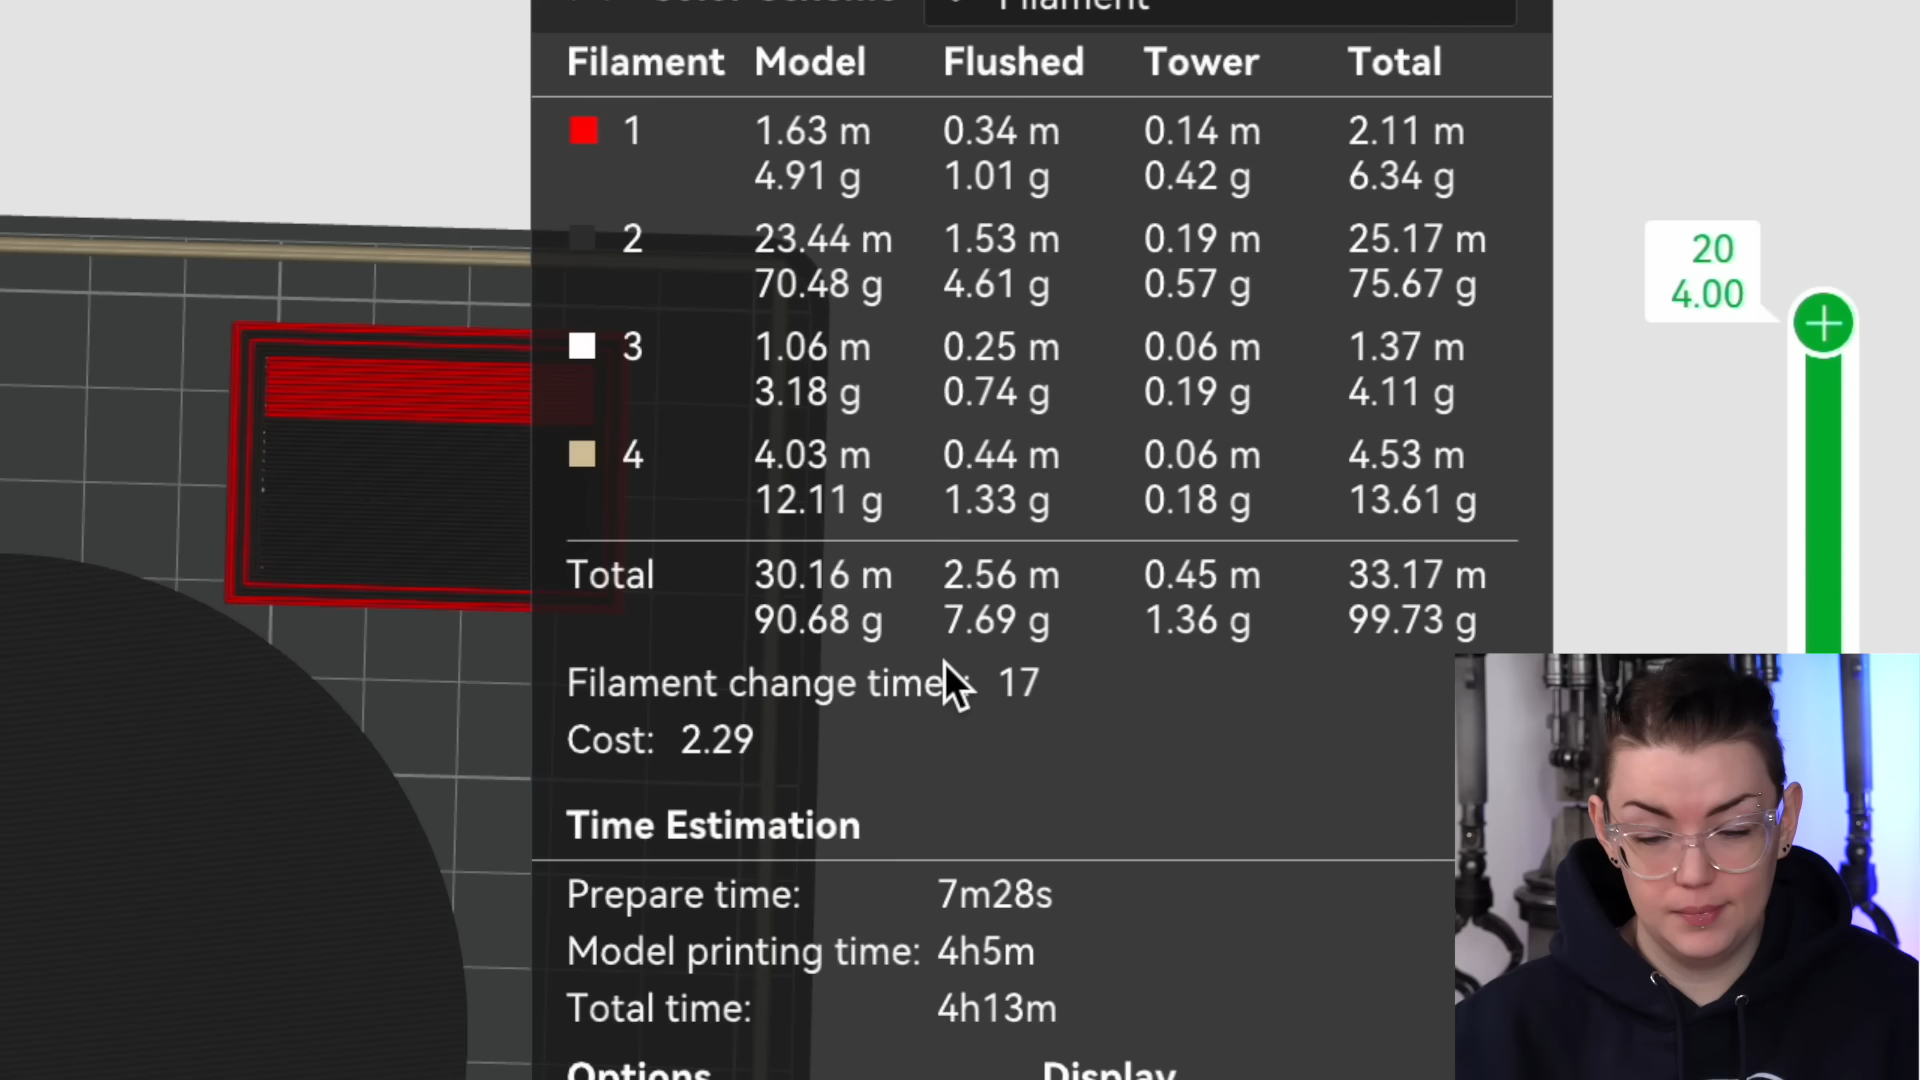 Filament
Filament Model Flushed Tower Total
1 1.63 m 0.34 m 0.14 m 2.11 m
4.91 g 1.01 g 0.42 g 6.34 g
2 23.44 m 1.53 m 0.19 m 25.17 m
70.48 g 4.61 g 0.57 g 75.67 g
3 1.06 m 0.25 m 0.06 m 1.37 m
3.18 g 0.74 g 0.19 g 4.11 g
4 4.03 m 0.44 m 0.06 m 4.53 m
12.11 g 1.33 g 0.18 g 13.61 g
Total 30.16 m 2.56 m 0.45 m 33.17 m
90.68 g 7.69 g 1.36 g 99.73 g
Filament change time 17
Cost: 2.29
Time Estimation
Prepare time: 7m28s
Model printing time: 4h5m
Total time: 4h13m
Options Display
20
4.00